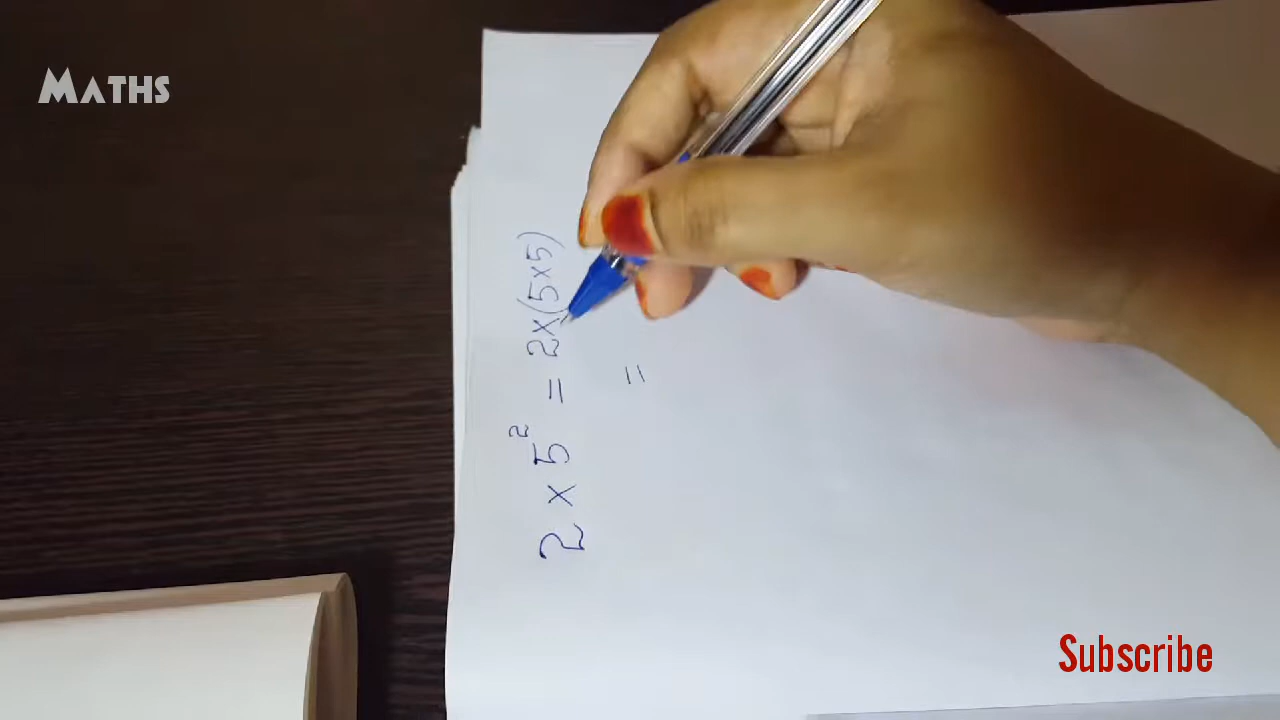 MATHS
2 × 5² = 2×(5×5)
=
Subscribe